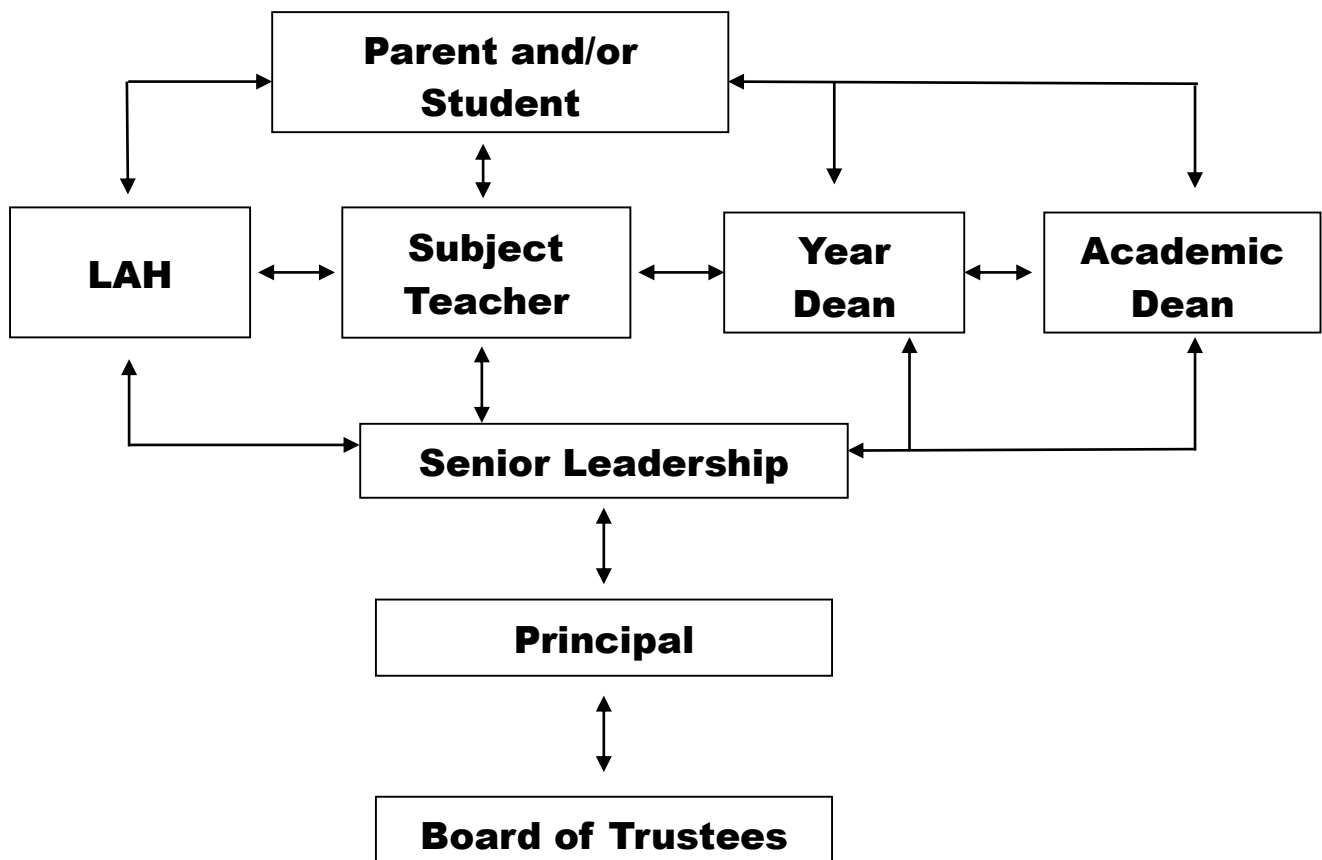 Parent and/or
Student
LAH
Subject
Teacher
Year
Dean
Academic
Dean
Senior Leadership
Principal
Board of Trustees